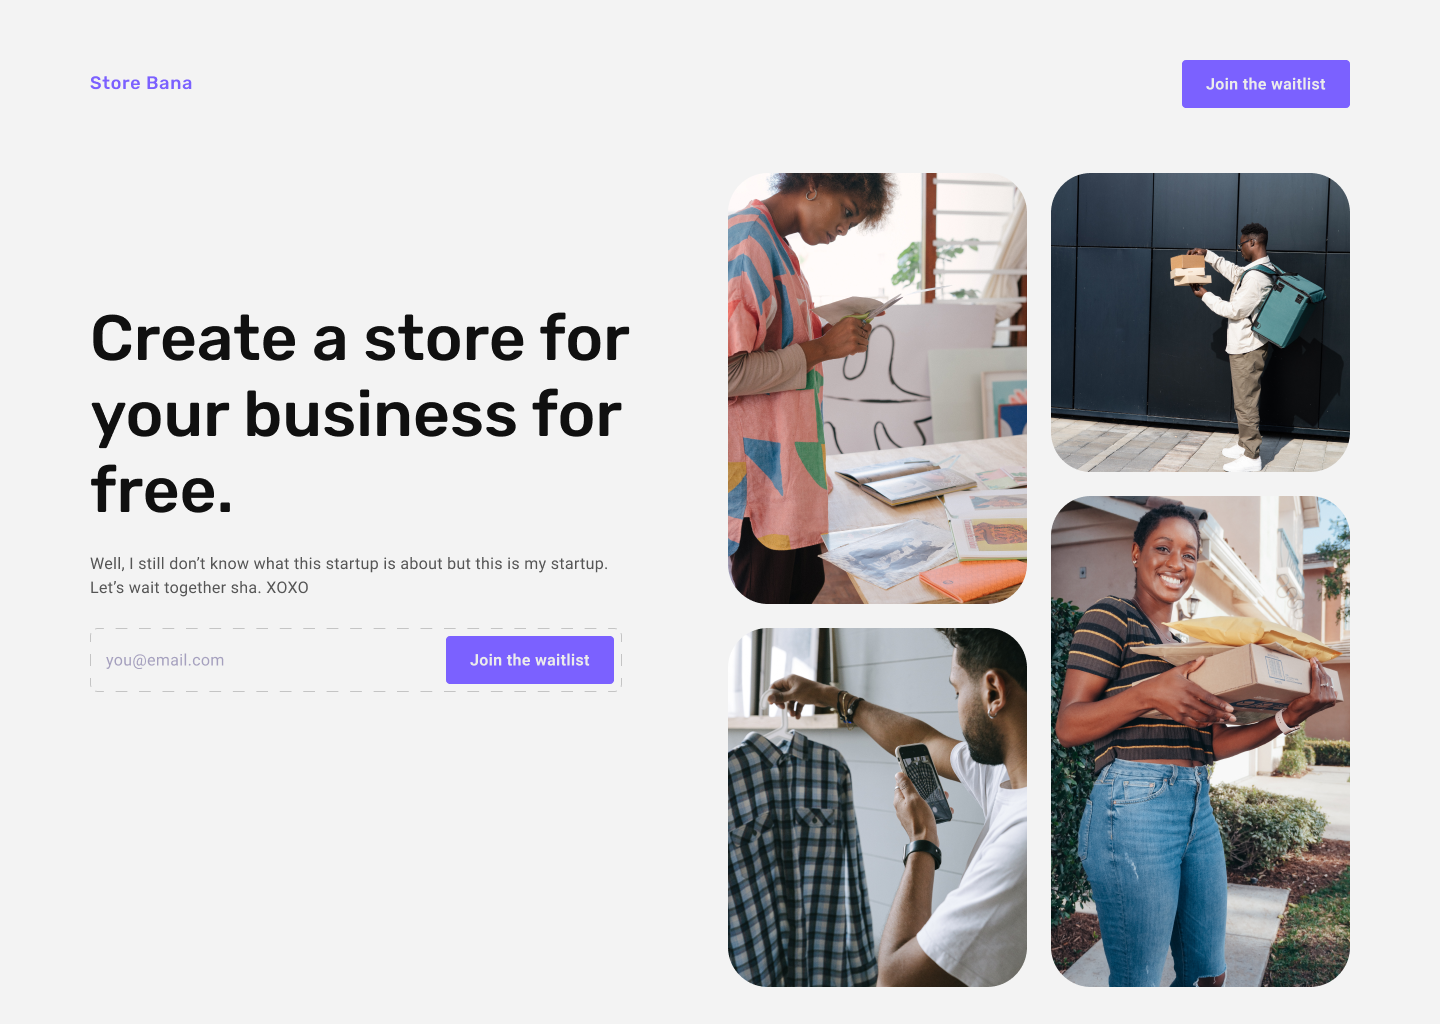 Store Bana
Join the waitlist
Create a store for
your business for
free.
Well, I still don’t know what this startup is about but this is my startup.
Let’s wait together sha. XOXO
you@email.com
Join the waitlist